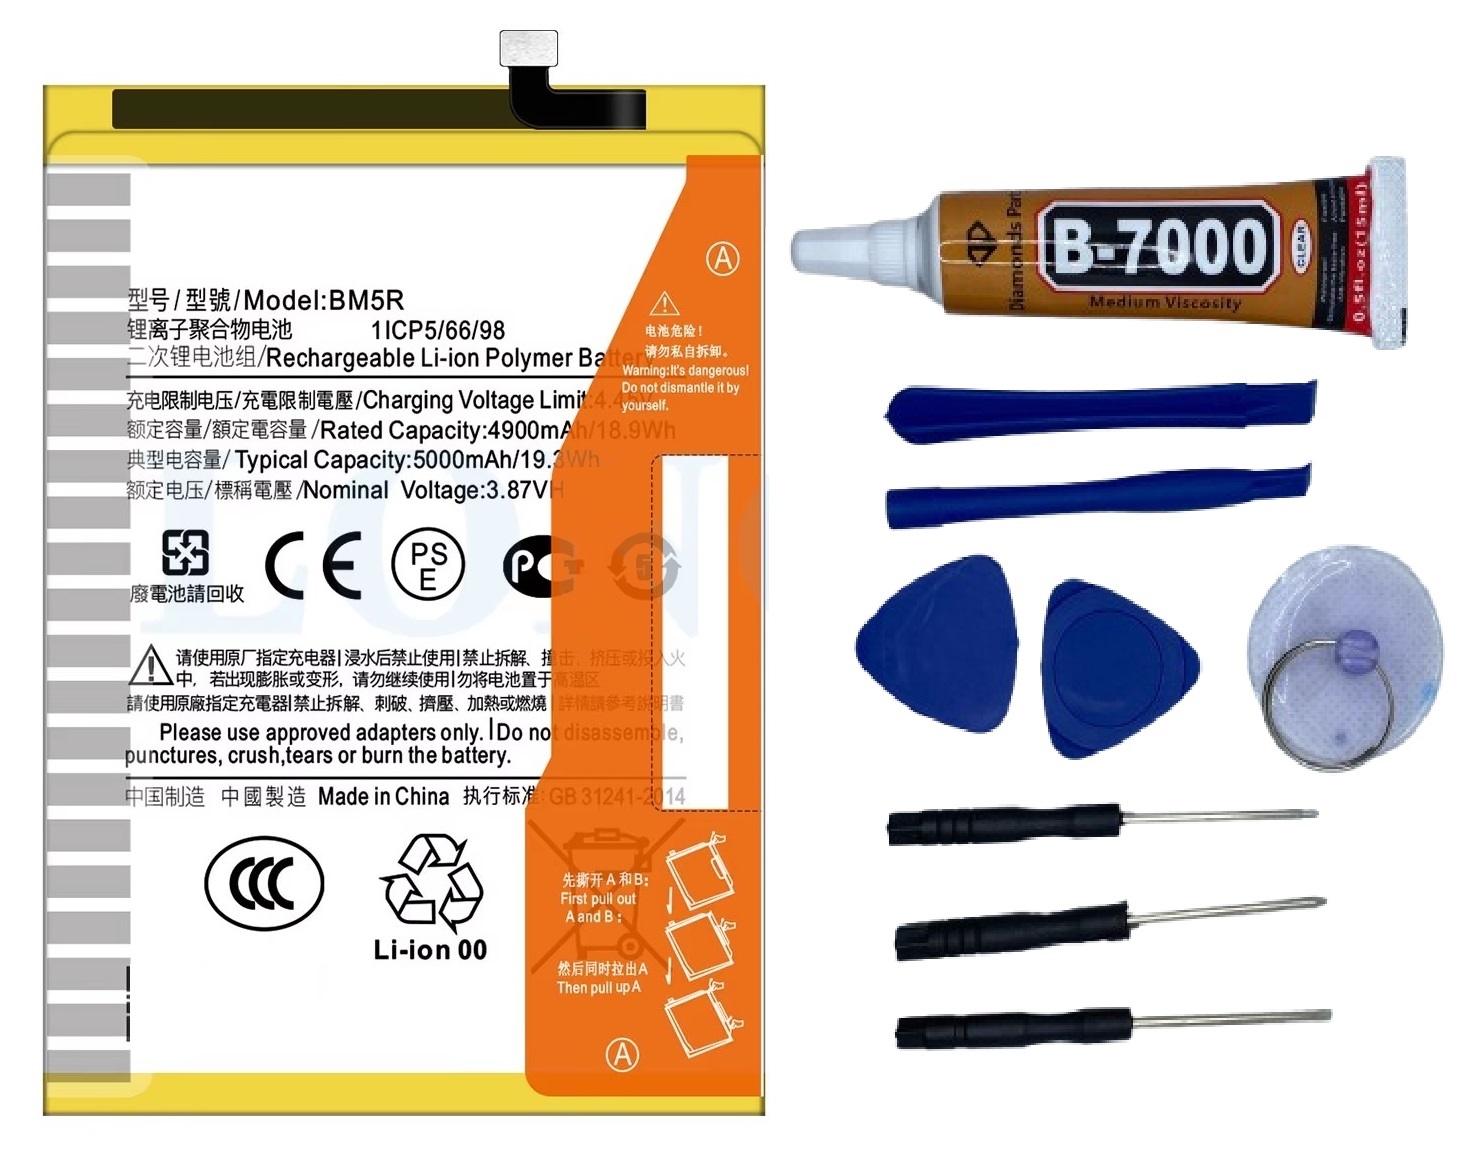 型号/型號/Model:BM5R
锂离子聚合物电池 1ICP5/66/98
二次锂电池组/Rechargeable Li-ion Polymer Battery
充电限制电压/充電限制電壓/Charging Voltage Limit:4.45V
额定容量/額定電容量/Rated Capacity:4900mAh/18.9Wh
典型电容量/Typical Capacity:5000mAh/19.3Wh
额定电压/標稱電壓/Nominal Voltage:3.87V
廢電池請回收
CE
PS
E
5
请使用原厂指定充电器|浸水后禁止使用|禁止拆解、撞击、挤压或投入火
中，若出现膨胀或变形，请勿继续使用|勿将电池置于高温区
請使用原廠指定充電器|禁止拆解、刺破、擠壓、加熱或燃燒|詳情請參考說明書
Please use approved adapters only.|Do not disassemble,
punctures, crush,tears or burn the battery.
中国制造 中國製造 Made in China 执行标准:GB 31241-2014
CCC
Li-ion 00
A
电池危险！
请勿私自拆卸。
Warning:It's dangerous!
Do not dismantle it by
yourself.
先撕开A和B：
First pull out
A and B：
然后同时拉出A
Then pull up A
A
Diamonds Par
B-7000
CLEAR
Medium Viscosity
0.5fl.oz(15ml)